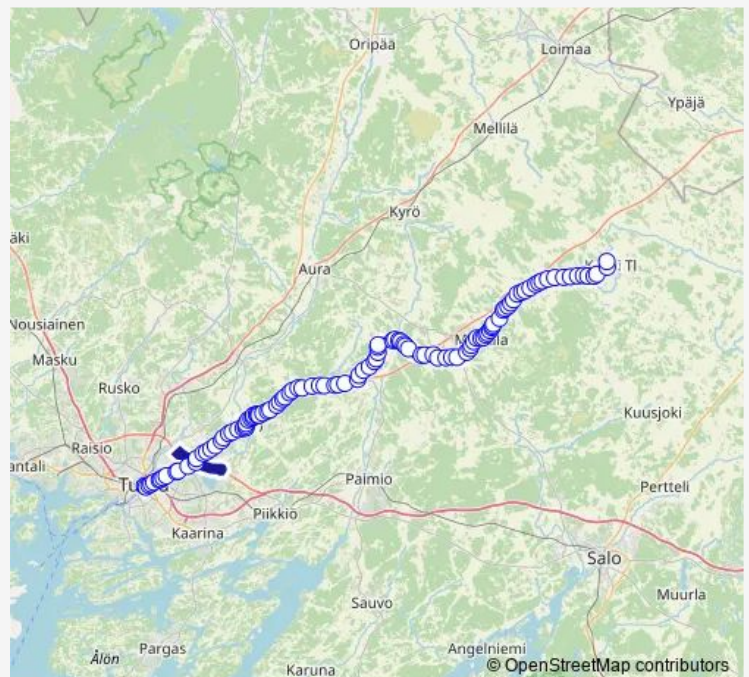 Oripää
Loimaa
Ypäjä
Mellilä
Kyrö
äki
Aura
Tl
Nousiainen
Masku
Rusko
Kuusjoki
Raisio
antali
Paimio
Pertteli
Piikkiö
Kaarina
Salo
Sauvo
Muurla
Ålön
Pargas
Angelniemi
Karuna
© OpenStreetMap contributors